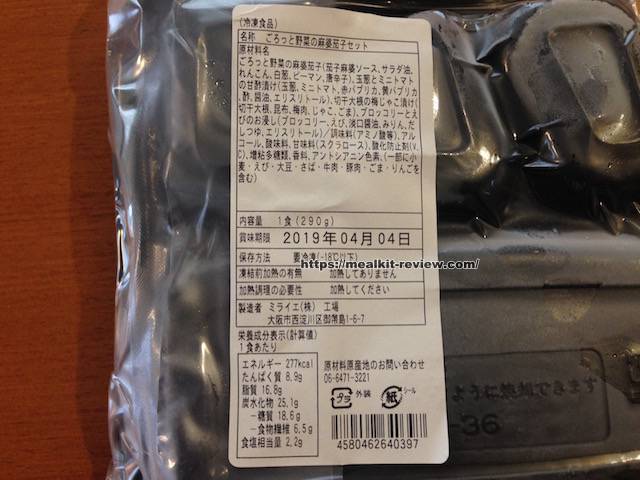 (冷凍食品)
名称 ごろっと野菜の麻婆茄子セット
原材料名
ごろっと野菜の麻婆茄子(茄子麻婆ソース、サラダ油、
れんこん、白葱、ピーマン、唐辛子)、玉葱とミニトマト
の甘酢漬け(玉葱、ミニトマト、赤パプリカ、黄パプリカ
、酢、醤油、エリスリトール)、切干大根の梅じゃこ漬け(
切干大根、昆布、梅肉、じゃこ、ごま)、ブロッコリーとえ
びのお浸し(ブロッコリー、えび、淡口醤油、みりん、だ
しつゆ、エリスリトール)/調味料(アミノ酸等)、アル
コール、酸味料、甘味料(スクラロース)、酸化防止剤(V.
C)、増粘多糖類、香料、アントシアニン色素、(一部に小
麦・えび・大豆・さば・牛肉・豚肉・ごま・りんごを
含む)
内容量 1食(290g)
賞味期限 2019年04月04日
保存方法 要冷凍(-18℃以下)
https://mealkit-review.com/
凍結前加熱の有無 加熱してありません
加熱調理の必要性 加熱してください
製造者 ミライエ(株) 工場
大阪市西淀川区御幣島1-6-7
栄養成分表示(計算値)
1食あたり
エネルギー 277kcal
たんぱく質 8.9g
脂質 16.8g
炭水化物 25.1g
-糖質 18.6g
-食物繊維 6.5g
食塩相当量 2.2g
原材料原産地のお問い合わせ
06-6471-3221
プラ 外装 紙 シール
4580462640397
ように
できます
-36